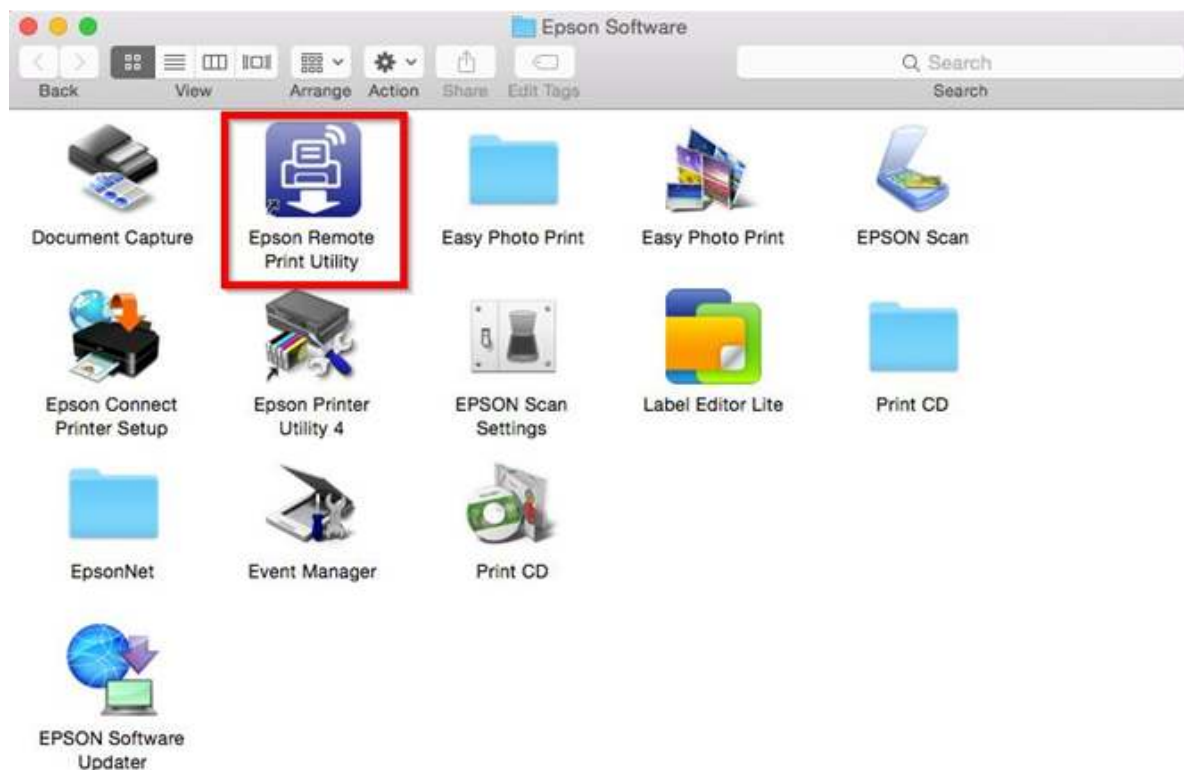 Epson Software
Search
Back View Arrange Action Share Edit Tags Search
Document Capture
Epson Remote
Print Utility
Easy Photo Print
Easy Photo Print
EPSON Scan
Epson Connect
Printer Setup
Epson Printer
Utility 4
EPSON Scan
Settings
Label Editor Lite
Print CD
EpsonNet
Event Manager
Print CD
EPSON Software
Updater